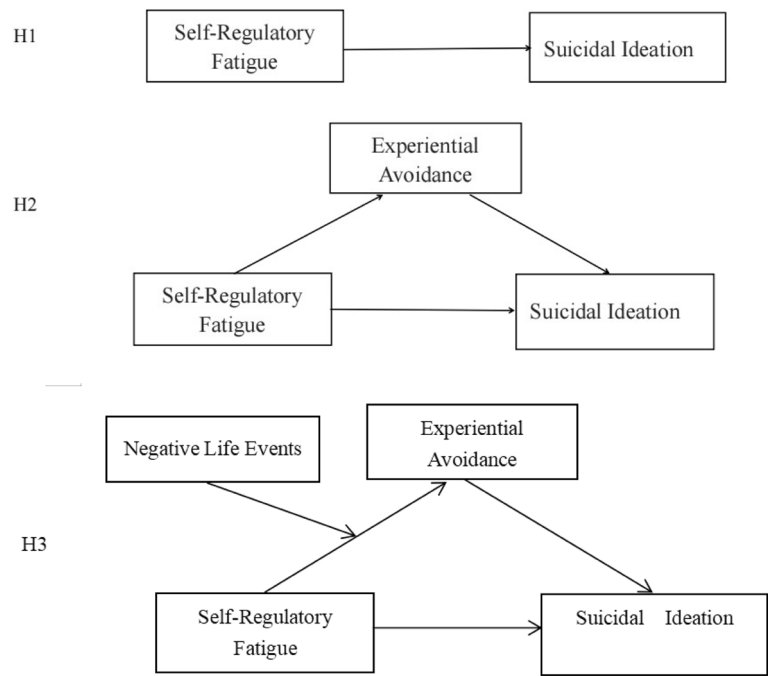 H1
Self-Regulatory
Fatigue
Suicidal Ideation
Experiential
Avoidance
H2
Self-Regulatory
Fatigue
Suicidal Ideation
Negative Life Events
Experiential
Avoidance
H3
Self-Regulatory
Fatigue
Suicidal Ideation